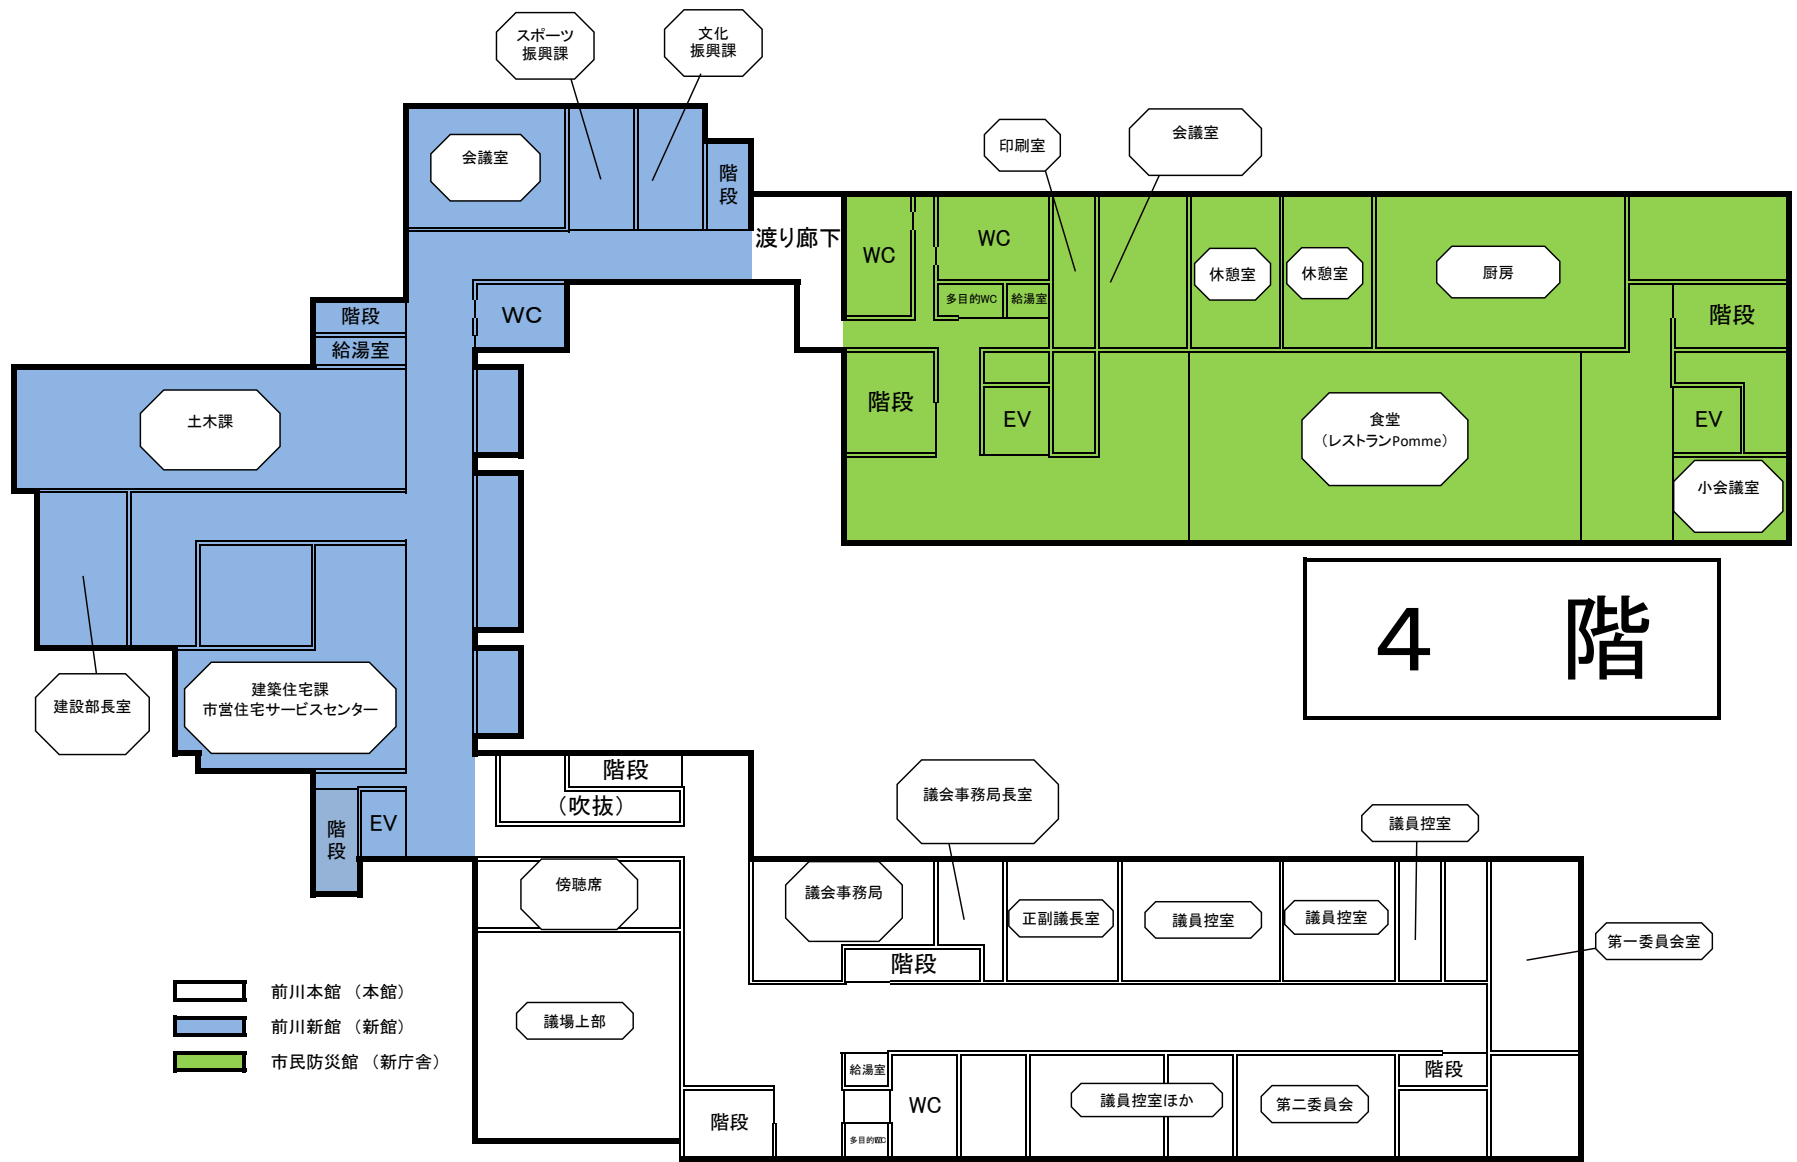 スポーツ
振興課
文化
振興課
会議室
階
段
印刷室
会議室
渡り廊下
WC
WC
多目的WC
給湯室
休憩室
休憩室
厨房
階段
階段
給湯室
WC
階段
EV
食堂
（レストランPomme）
EV
小会議室
土木課
4　階
建設部長室
建築住宅課
市営住宅サービスセンター
階段
（吹抜）
階
段
EV
議会事務局長室
議員控室
傍聴席
議会事務局
正副議長室
議員控室
議員控室
第一委員会室
階段
議場上部
前川本館 （本館）
前川新館 （新館）
市民防災館 （新庁舎）
給湯室
WC
多目的WC
階段
議員控室ほか
第二委員会
階段